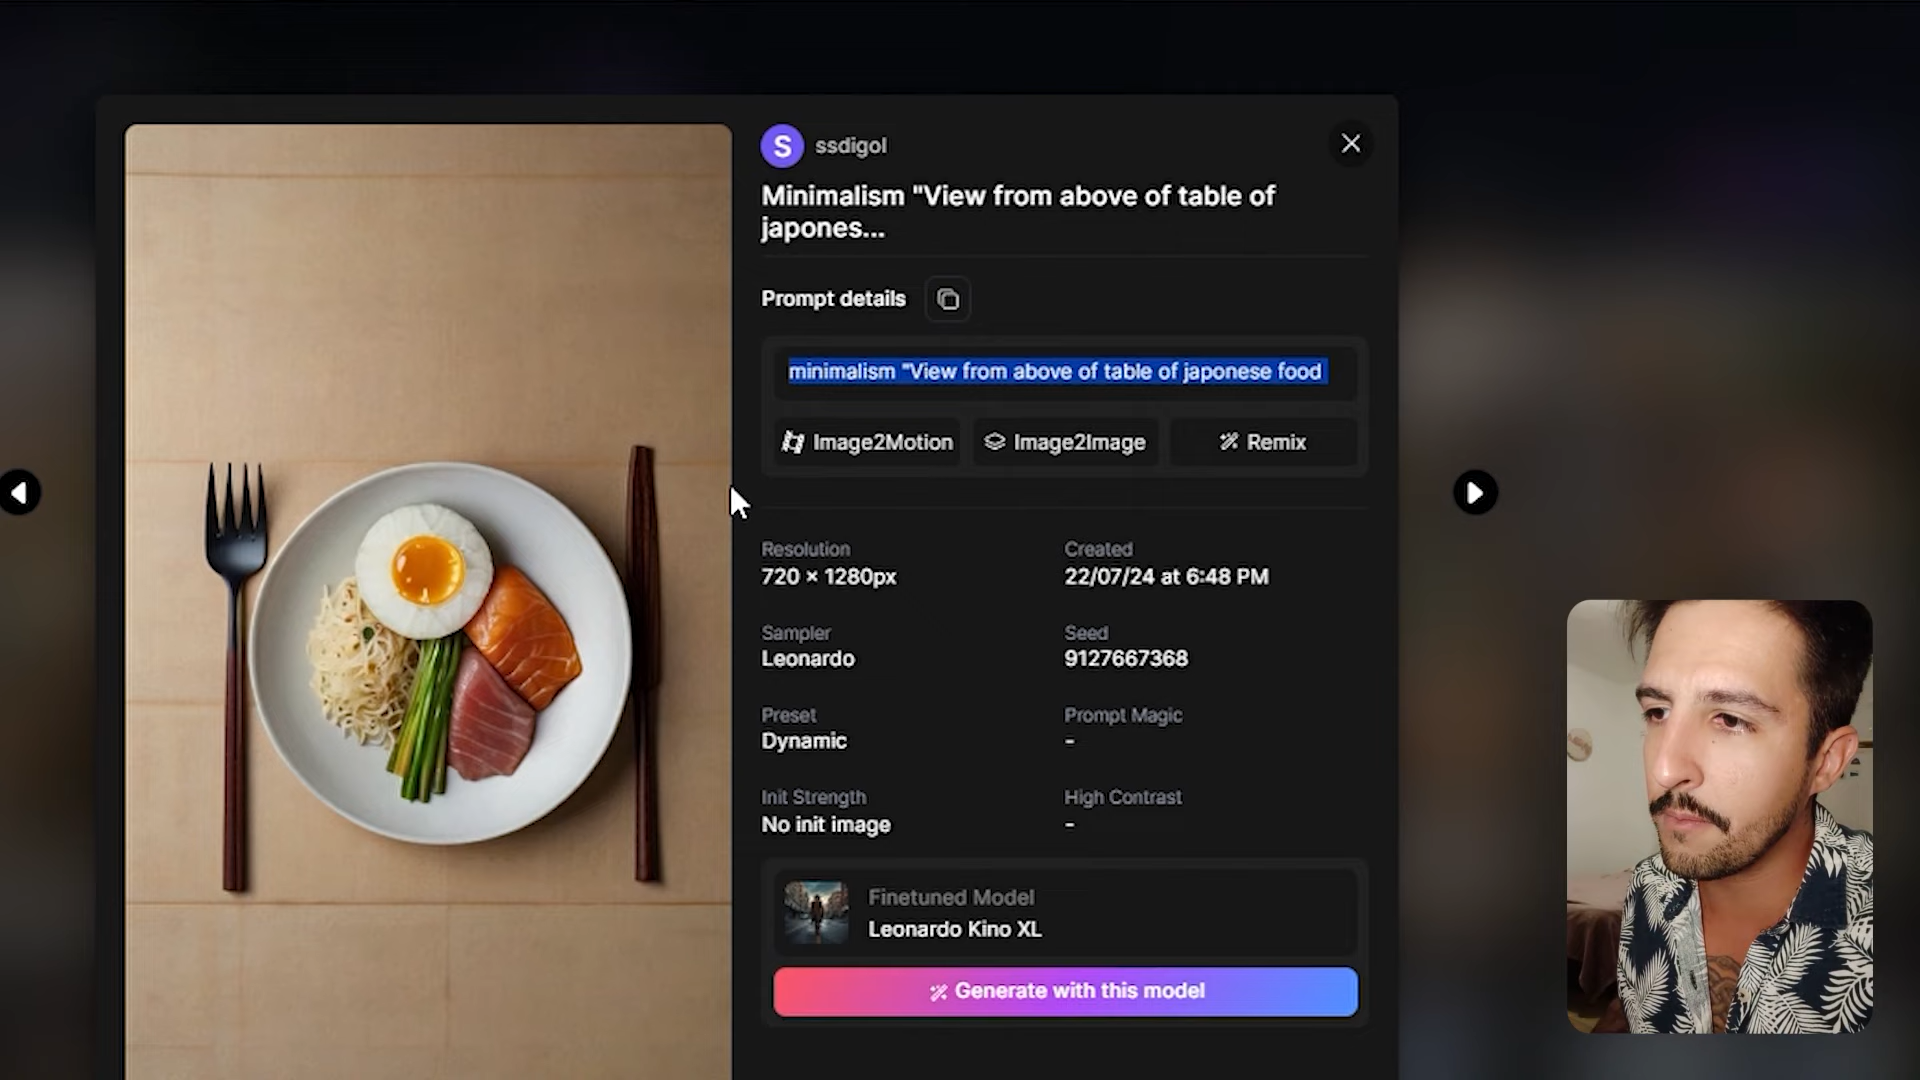 S ssdigol
Minimalism "View from above of table of
japones...
Prompt details
minimalism "View from above of table of japonese food
Image2Motion
Image2Image
Remix
Resolution
720 × 1280px
Created
22/07/24 at 6:48 PM
Sampler
Leonardo
Seed
9127667368
Preset
Dynamic
Prompt Magic
-
Init Strength
No init image
High Contrast
-
Finetuned Model
Leonardo Kino XL
Generate with this model